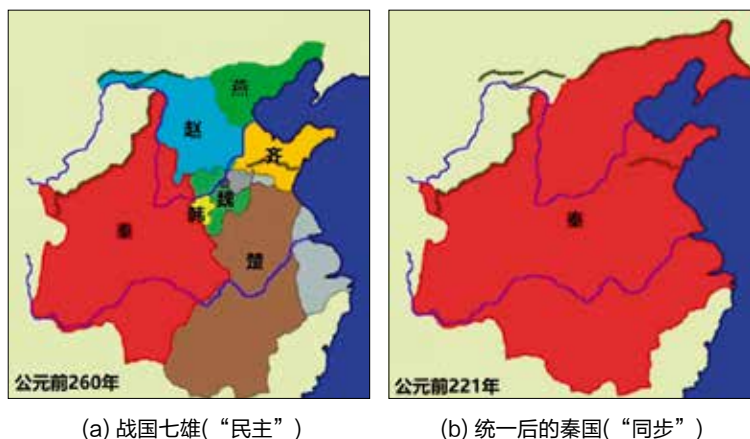 燕
赵
齐
魏
韩
秦
楚
公元前260年
秦
公元前221年
(a) 战国七雄(“民主”)
(b) 统一后的秦国(“同步”)